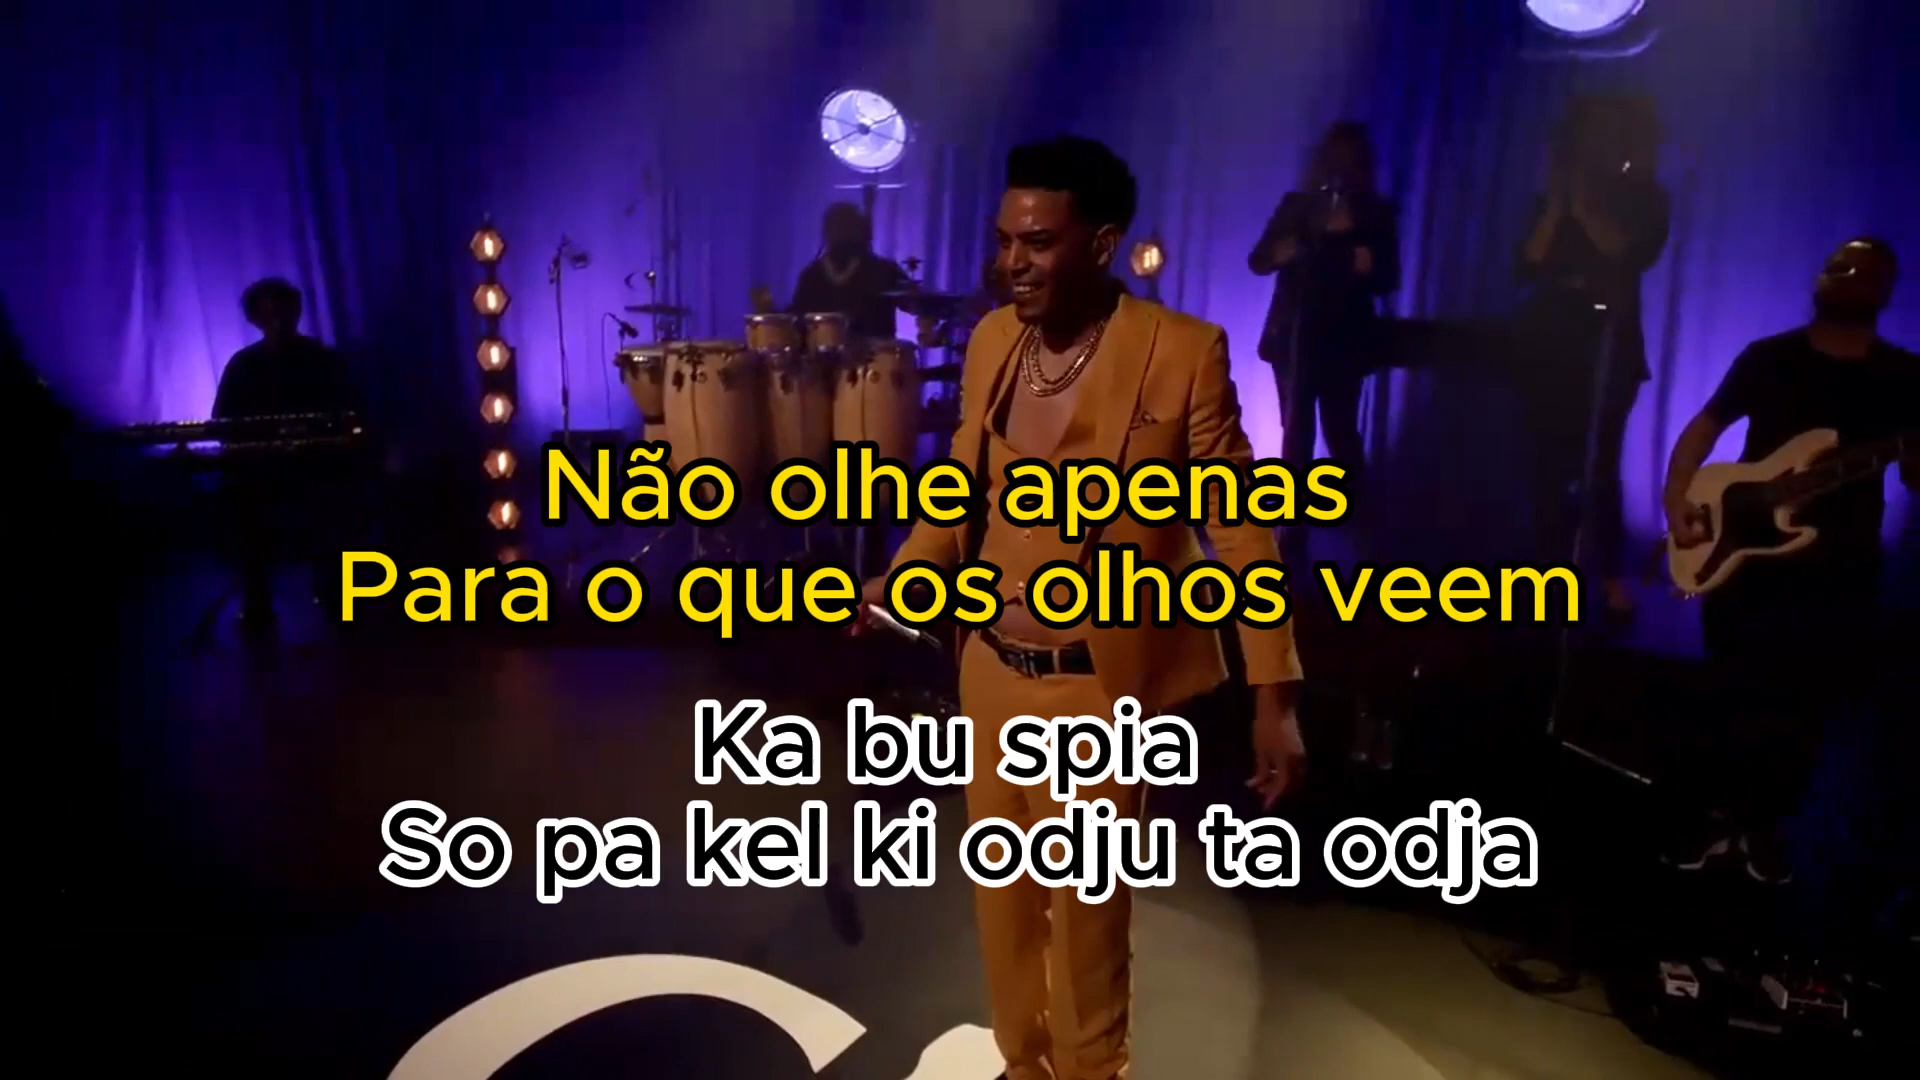 Não olhe apenas
Para o que os olhos veem
Ka bu spia
So pa kel ki odju ta odja